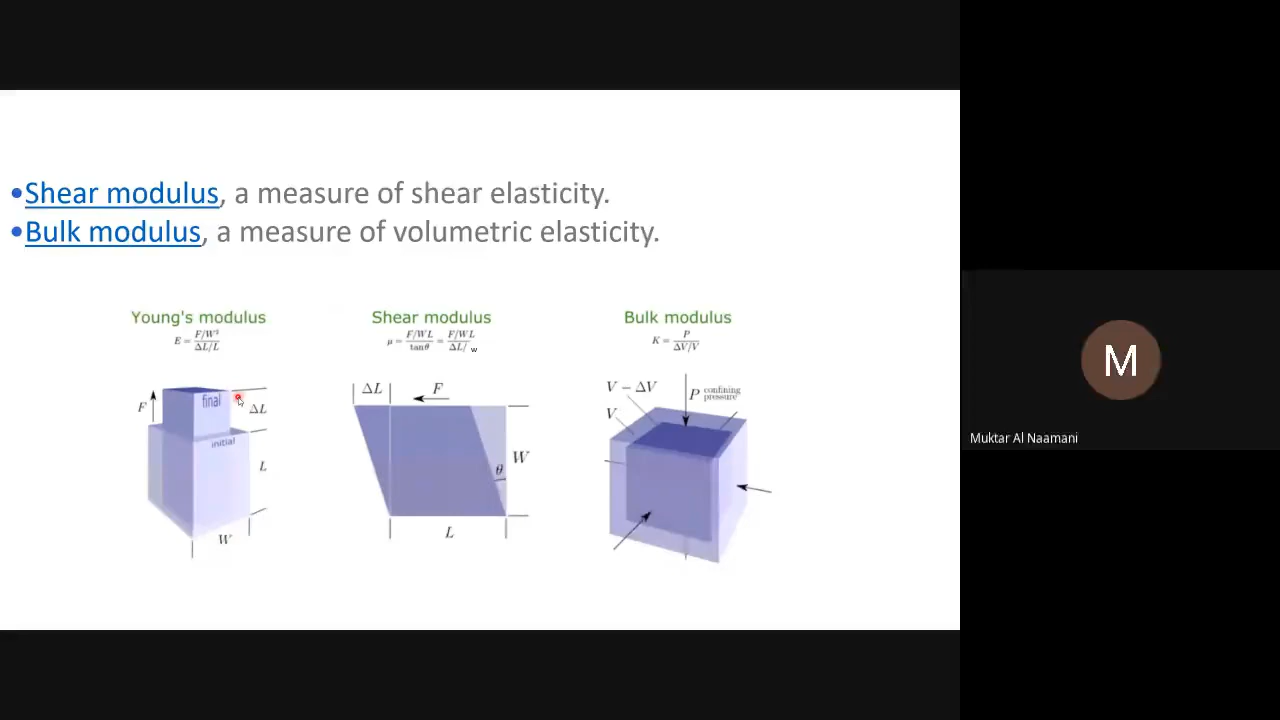 •Shear modulus, a measure of shear elasticity.
•Bulk modulus, a measure of volumetric elasticity.
Young's modulus
E = F/W² / ΔL/L
F
final
ΔL
initial
L
W
Shear modulus
μ = F/WL / tanθ = F/WL / ΔL/w
ΔL
F
θ
W
L
Bulk modulus
K = P / ΔV/V
V − ΔV
P confining
pressure
V
M
Muktar Al Naamani